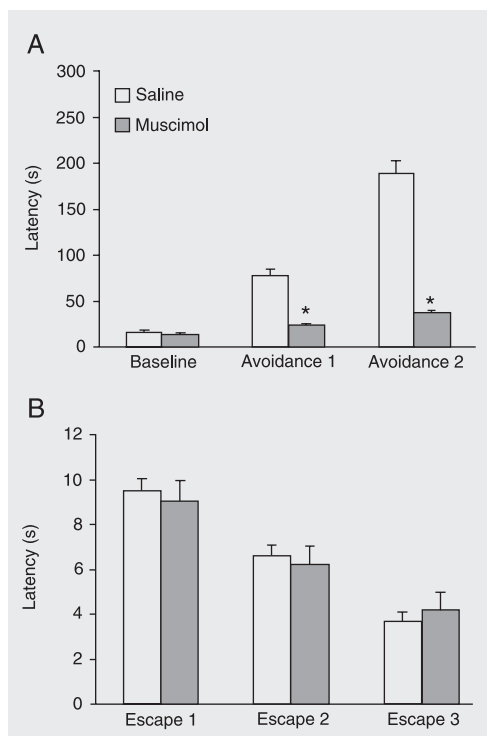 A
300
Saline
250
Muscimol
200
Latency (s)
150
100
*
*
50
0
Baseline Avoidance 1 Avoidance 2
B
12
10
8
Latency (s)
6
4
2
0
Escape 1 Escape 2 Escape 3